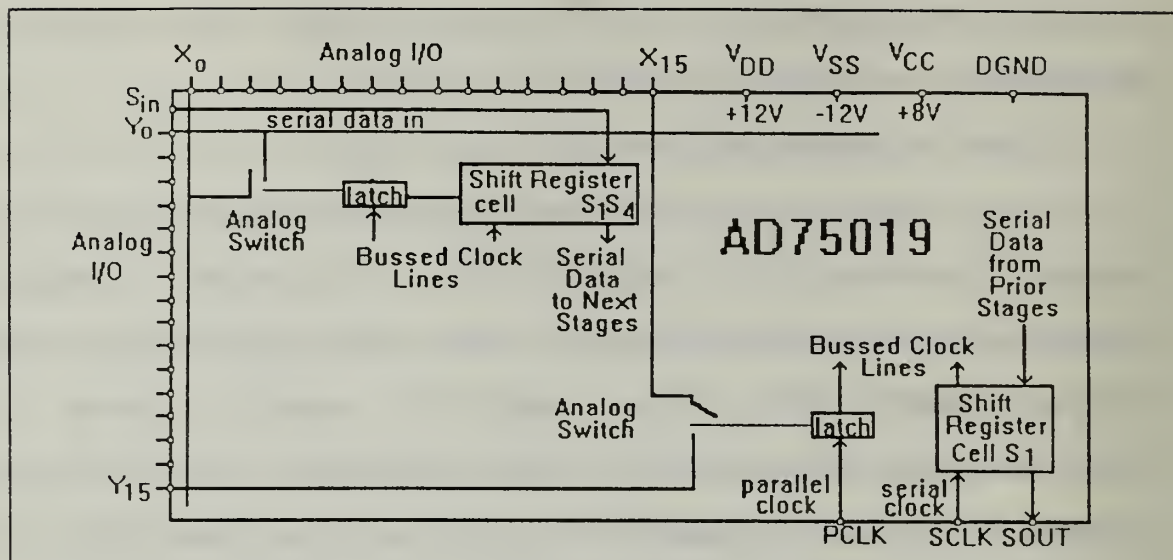 X0
Analog I/O
X15
VDD
VSS
VCC
DGND
Sin
+12V
-12V
+8V
Y0
serial data in
latch
Shift Register
cell S1S4
Analog
Switch
AD75019
Serial
Data
from
Prior
Stages
Analog
I/O
Bussed Clock
Lines
Serial
Data
to Next
Stages
Bussed Clock
Lines
Analog
Switch
latch
Shift
Register
Cell S1
Y15
parallel
clock
serial
clock
PCLK
SCLK
SOUT